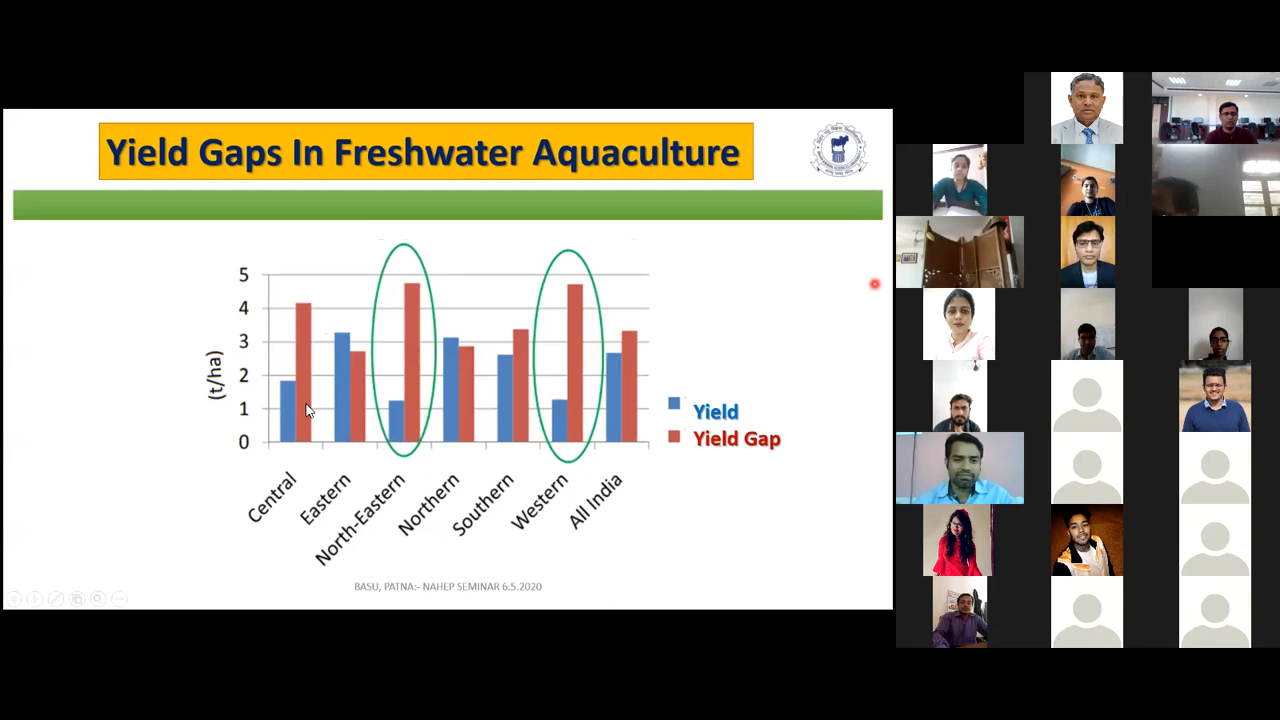 Yield Gaps In Freshwater Aquaculture
5
4
3
2
1
0
(t/ha)
Yield
Yield Gap
Central
Eastern
North-Eastern
Northern
Southern
Western
All India
BASU, PATNA:- NAHEP SEMINAR 6.5.2020